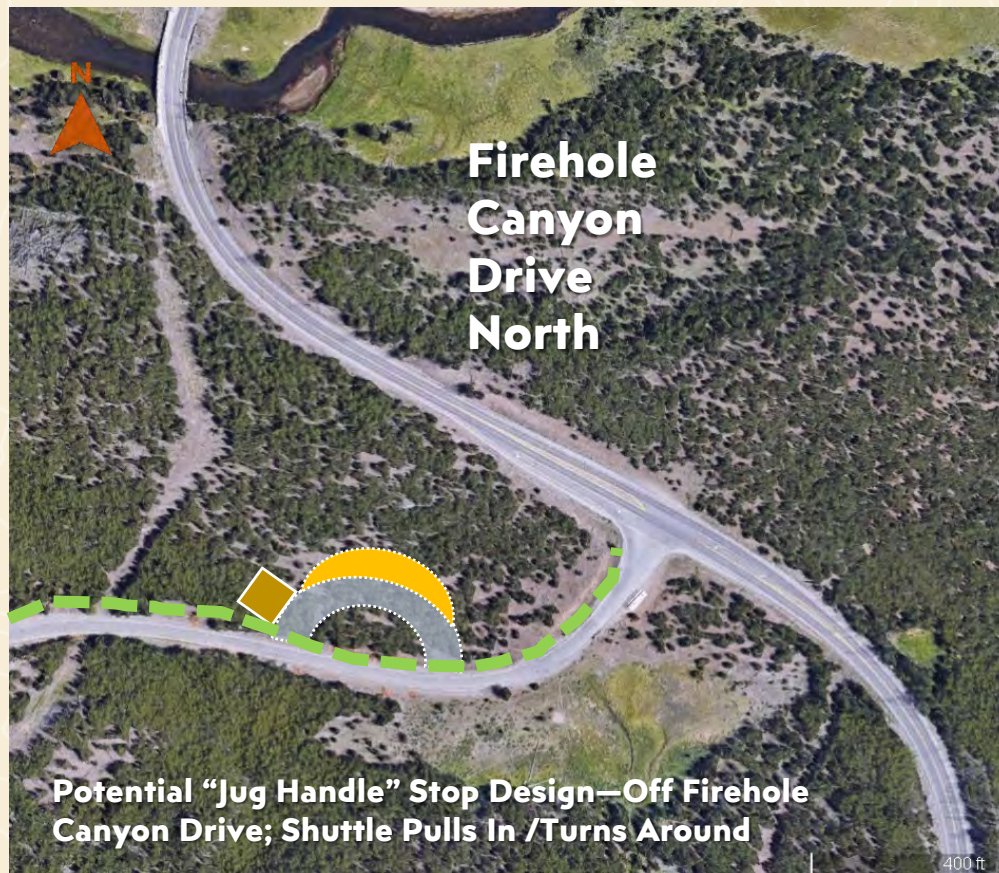 N
Firehole
Canyon
Drive
North
Potential “Jug Handle” Stop Design—Off Firehole
Canyon Drive; Shuttle Pulls In /Turns Around
400 ft